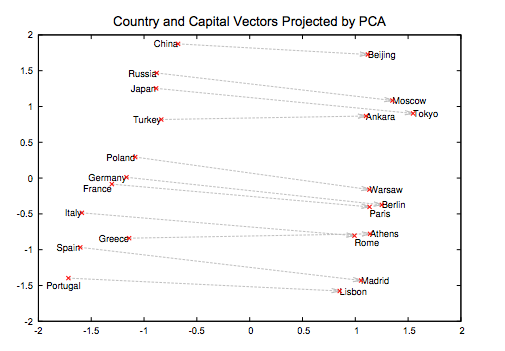 Country and Capital Vectors Projected by PCA
2
China
Beijing
1.5
Russia
Japan
Moscow
1
Tokyo
Turkey
Ankara
0.5
Poland
0
Germany
Warsaw
France
Berlin
Italy
Paris
-0.5
Greece
Athens
Rome
Spain
-1
Madrid
Portugal
Lisbon
-1.5
-2
-2 -1.5 -1 -0.5 0 0.5 1 1.5 2